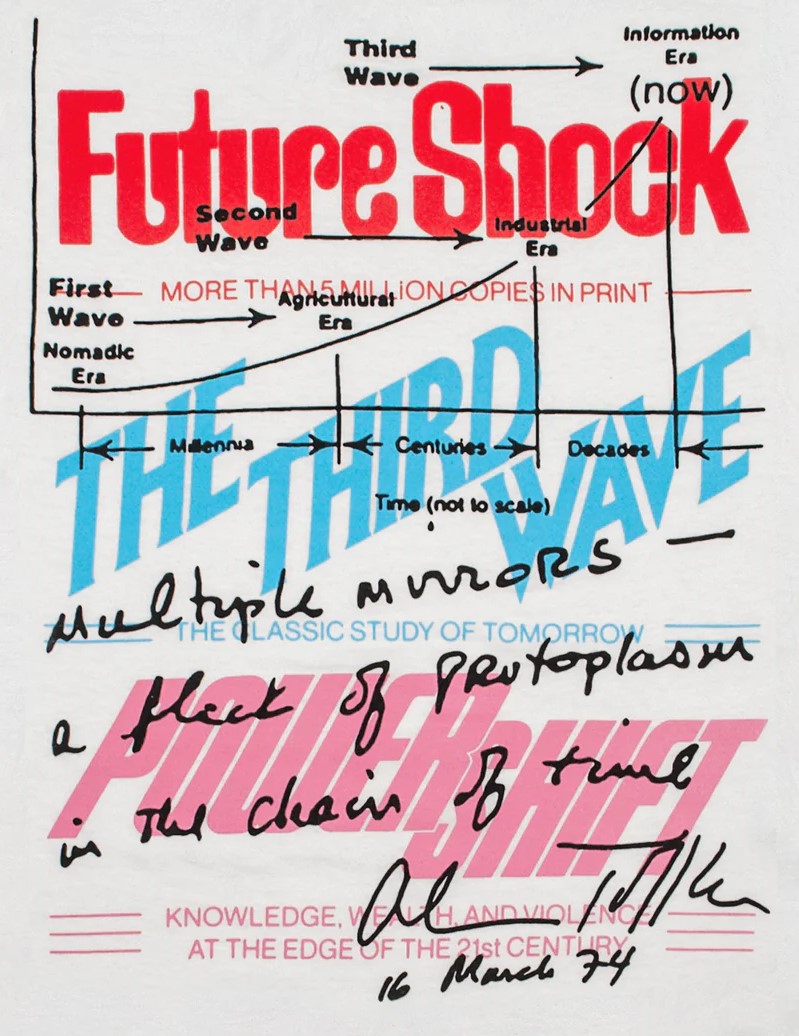 Information
Era
(now)
Third
Wave
Future Shock
Second
Wave
Industrial
Era
MORE THAN 5 MILLION COPIES IN PRINT
First
Wave
Agricultural
Era
Nomadic
Era
THE THIRD WAVE
Millennia
Centuries
Decades
Time (not to scale)
Multiple mirrors —
THE CLASSIC STUDY OF TOMORROW
a fleck of protoplasm
POWERSHIFT
in the chain of time
Alvin Toffler
KNOWLEDGE, WEALTH, AND VIOLENCE
AT THE EDGE OF THE 21st CENTURY
16 March 74